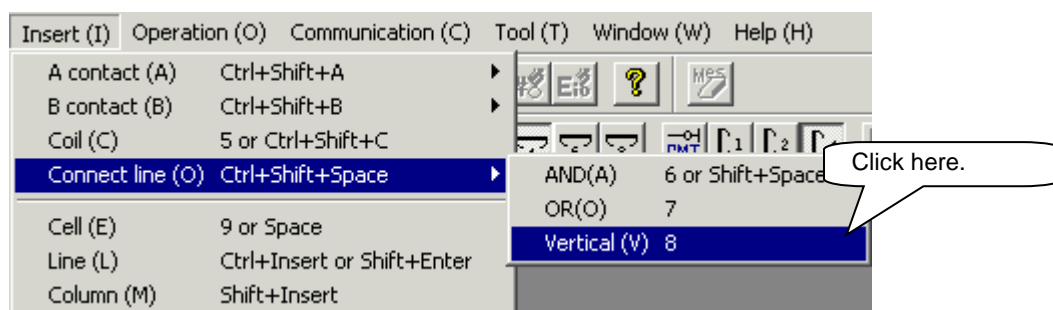 Insert (I) Operation (O) Communication (C) Tool (T) Window (W) Help (H)
A contact (A) Ctrl+Shift+A
B contact (B) Ctrl+Shift+B
Coil (C) 5 or Ctrl+Shift+C
Connect line (O) Ctrl+Shift+Space
Cell (E) 9 or Space
Line (L) Ctrl+Insert or Shift+Enter
Column (M) Shift+Insert
AND(A) 6 or Shift+Space
OR(O) 7
Vertical (V) 8
Click here.
Mes